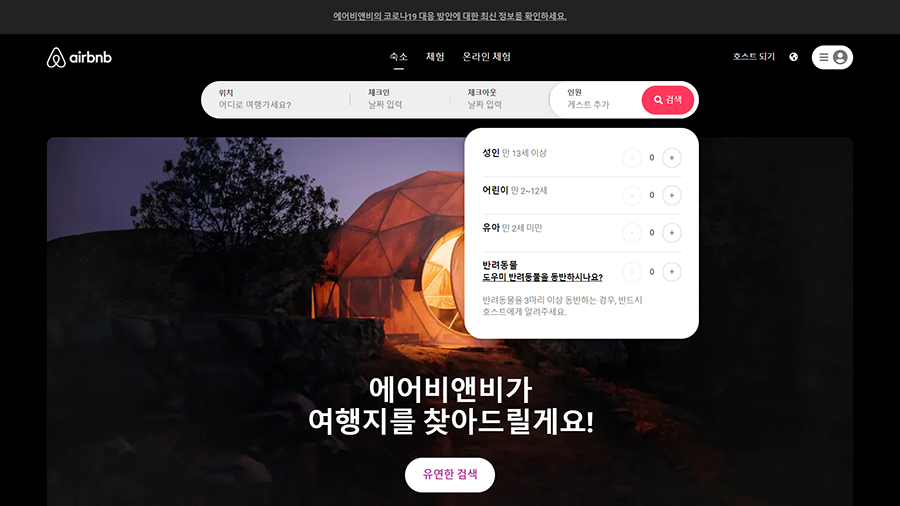 에어비앤비의 코로나19 대응 방안에 대한 최신 정보를 확인하세요.
airbnb
숙소 체험 온라인 체험
호스트 되기
위치 체크인 체크아웃 인원
어디로 여행가세요? 날짜 입력 날짜 입력 게스트 추가
검색
성인 만 13세 이상 - 0 +
어린이 만 2~12세 - 0 +
유아 만 2세 미만 - 0 +
반려동물
도우미 반려동물을 동반하시나요? - 0 +
반려동물을 3마리 이상 동반하는 경우, 반드시
호스트에게 알려주세요.
에어비앤비가
여행지를 찾아드릴게요!
유연한 검색